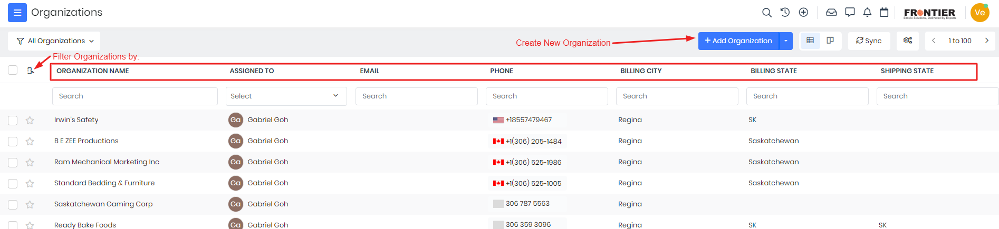 Organizations
FRONTIER
Simple Solutions, Delivered By Experts
Ve
All Organizations
Create New Organization
+ Add Organization
Sync
1 to 100
Filter Organizations by:
ORGANIZATION NAME ASSIGNED TO EMAIL PHONE BILLING CITY BILLING STATE SHIPPING STATE
Search Select Search Search Search Search Search
Irwin's Safety Ga Gabriel Goh +18557479467 Regina SK
B E ZEE Productions Ga Gabriel Goh +1(306) 205-1484 Regina Saskatchewan
Ram Mechanical Marketing Inc Ga Gabriel Goh +1(306) 525-1986 Regina Saskatchewan
Standard Bedding & Furniture Ga Gabriel Goh +1(306) 525-1005 Regina Saskatchewan
Saskatchewan Gaming Corp Ga Gabriel Goh 306 787 5563 Regina
Ready Bake Foods Ga Gabriel Goh 306 359 3096 Regina SK SK